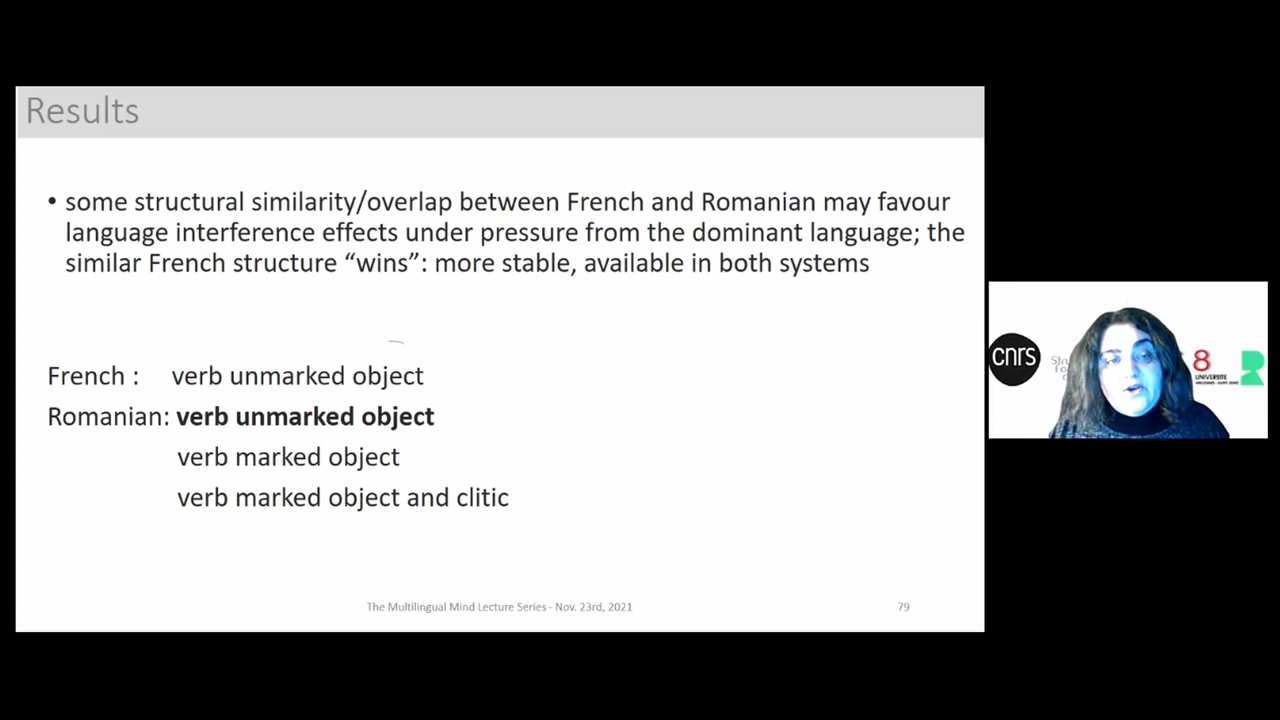 Results
• some structural similarity/overlap between French and Romanian may favour
language interference effects under pressure from the dominant language; the
similar French structure “wins”: more stable, available in both systems
French : verb unmarked object
Romanian: verb unmarked object
verb marked object
verb marked object and clitic
The Multilingual Mind Lecture Series - Nov. 23rd, 2021
79
cnrs
8
UNIVERSITE